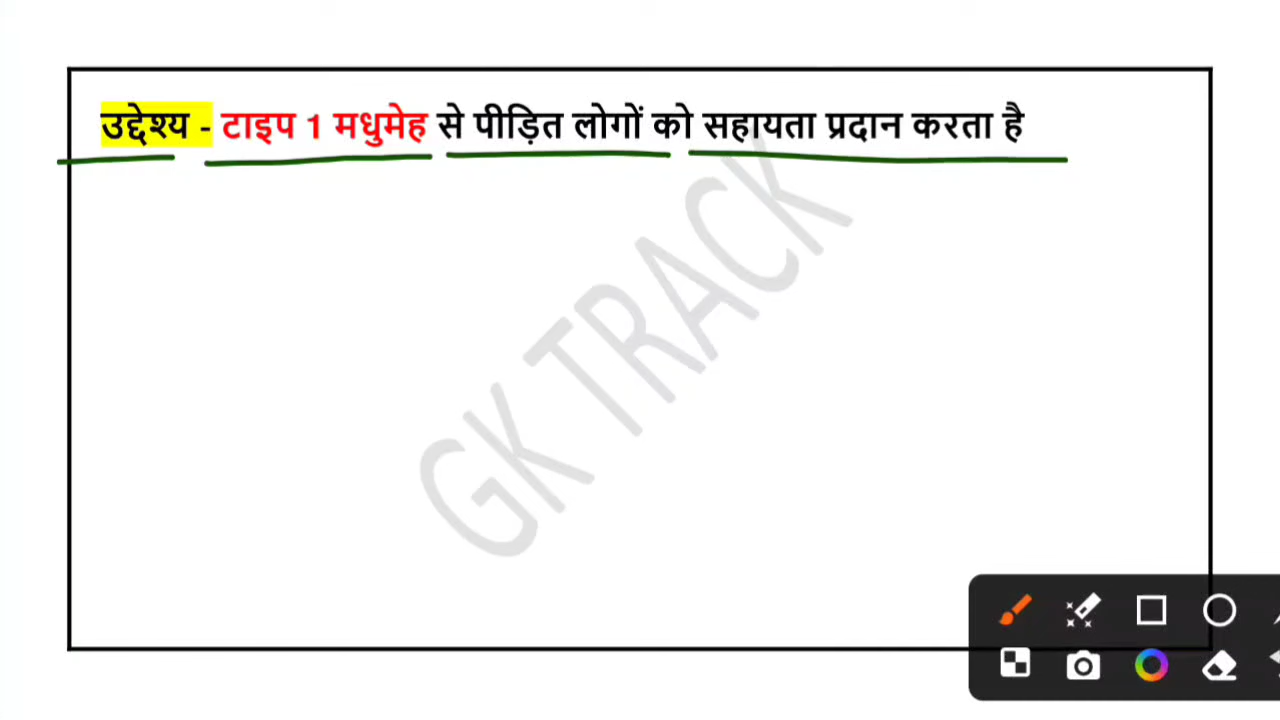 उद्देश्य - टाइप 1 मधुमेह से पीड़ित लोगों को सहायता प्रदान करता है
GK TRACK